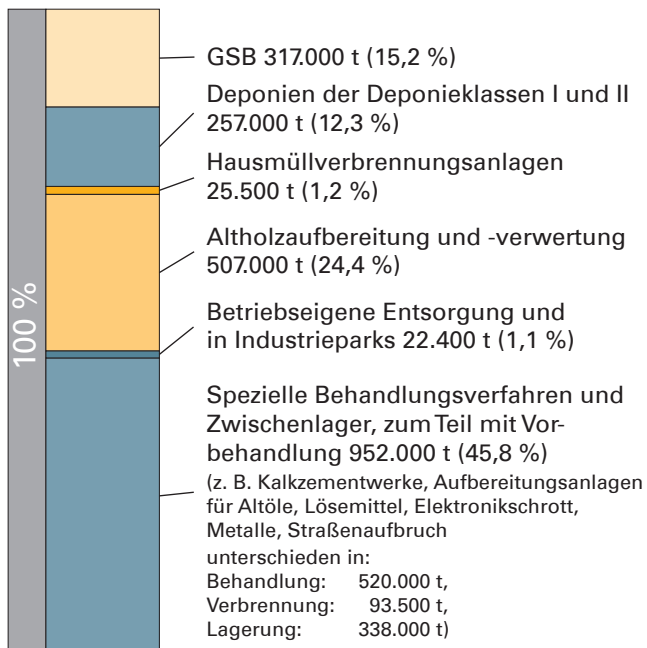 100 %
GSB 317.000 t (15,2 %)
Deponien der Deponieklassen I und II
257.000 t (12,3 %)
Hausmüllverbrennungsanlagen
25.500 t (1,2 %)
Altholzaufbereitung und -verwertung
507.000 t (24,4 %)
Betriebseigene Entsorgung und
in Industrieparks 22.400 t (1,1 %)
Spezielle Behandlungsverfahren und
Zwischenlager, zum Teil mit Vor-
behandlung 952.000 t (45,8 %)
(z. B. Kalkzementwerke, Aufbereitungsanlagen
für Altöle, Lösemittel, Elektronikschrott,
Metalle, Straßenaufbruch
unterschieden in:
Behandlung: 520.000 t,
Verbrennung: 93.500 t,
Lagerung: 338.000 t)